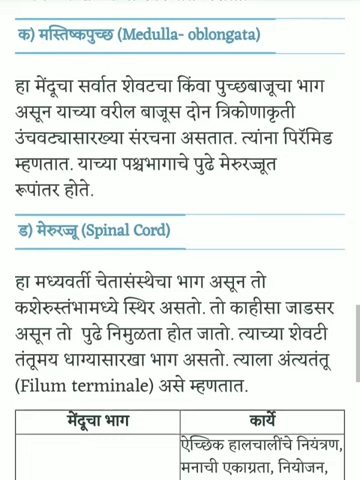 क) मस्तिष्कपुच्छ (Medulla- oblongata)
हा मेंदूचा सर्वात शेवटचा किंवा पुच्छबाजूचा भाग
असून याच्या वरील बाजूस दोन त्रिकोणाकृती
उंचवट्यासारख्या संरचना असतात. त्यांना पिरॅमिड
म्हणतात. याच्या पश्चभागाचे पुढे मेरुरज्जूत
रूपांतर होते.
ड) मेरुरज्जू (Spinal Cord)
हा मध्यवर्ती चेतासंस्थेचा भाग असून तो
कशेरुस्तंभामध्ये स्थिर असतो. तो काहीसा जाडसर
असून तो पुढे निमुळता होत जातो. त्याच्या शेवटी
तंतूमय धाग्यासारखा भाग असतो. त्याला अंत्यतंतू
(Filum terminale) असे म्हणतात.
मेंदूचा भाग कार्ये
ऐच्छिक हालचालींचे नियंत्रण,
मनाची एकाग्रता, नियोजन,